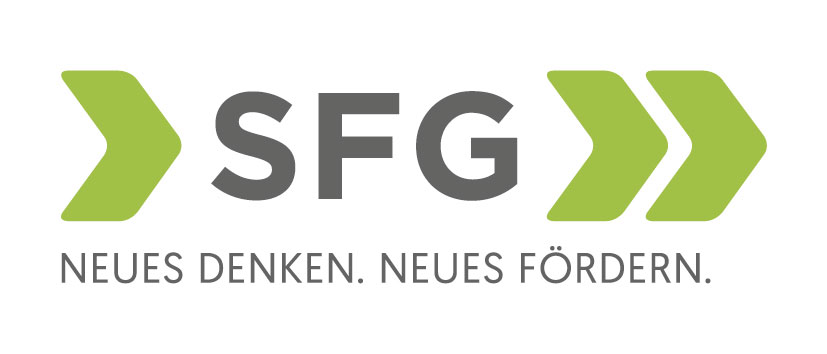 SFG
NEUES DENKEN. NEUES FÖRDERN.